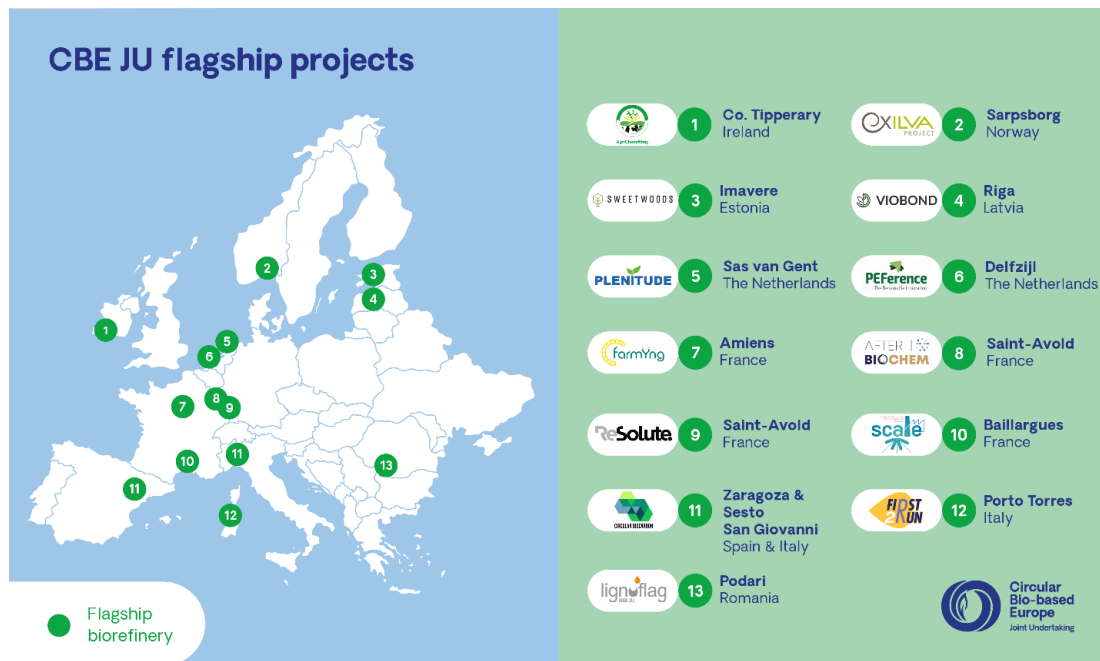 CBE JU flagship projects
1
2
3
4
5
6
7
8
9
10
11
11
12
13
Flagship
biorefinery
AgriChemWhey
1
Co. Tipperary
Ireland
EXILVA
PROJECT
2
Sarpsborg
Norway
SWEETWOODS
3
Imavere
Estonia
VIOBOND
4
Riga
Latvia
PLENITUDE
5
Sas van Gent
The Netherlands
PEFerence
6
Delfzijl
The Netherlands
farmŸng
7
Amiens
France
AFTER
BIOCHEM
8
Saint-Avold
France
ReSolute
9
Saint-Avold
France
scale
10
Baillargues
France
CIRCULAR BIOCARBON
11
Zaragoza &
Sesto
San Giovanni
Spain & Italy
FIRST
2RUN
12
Porto Torres
Italy
lignoflag
BBI JU
13
Podari
Romania
Circular
Bio-based
Europe
Joint Undertaking